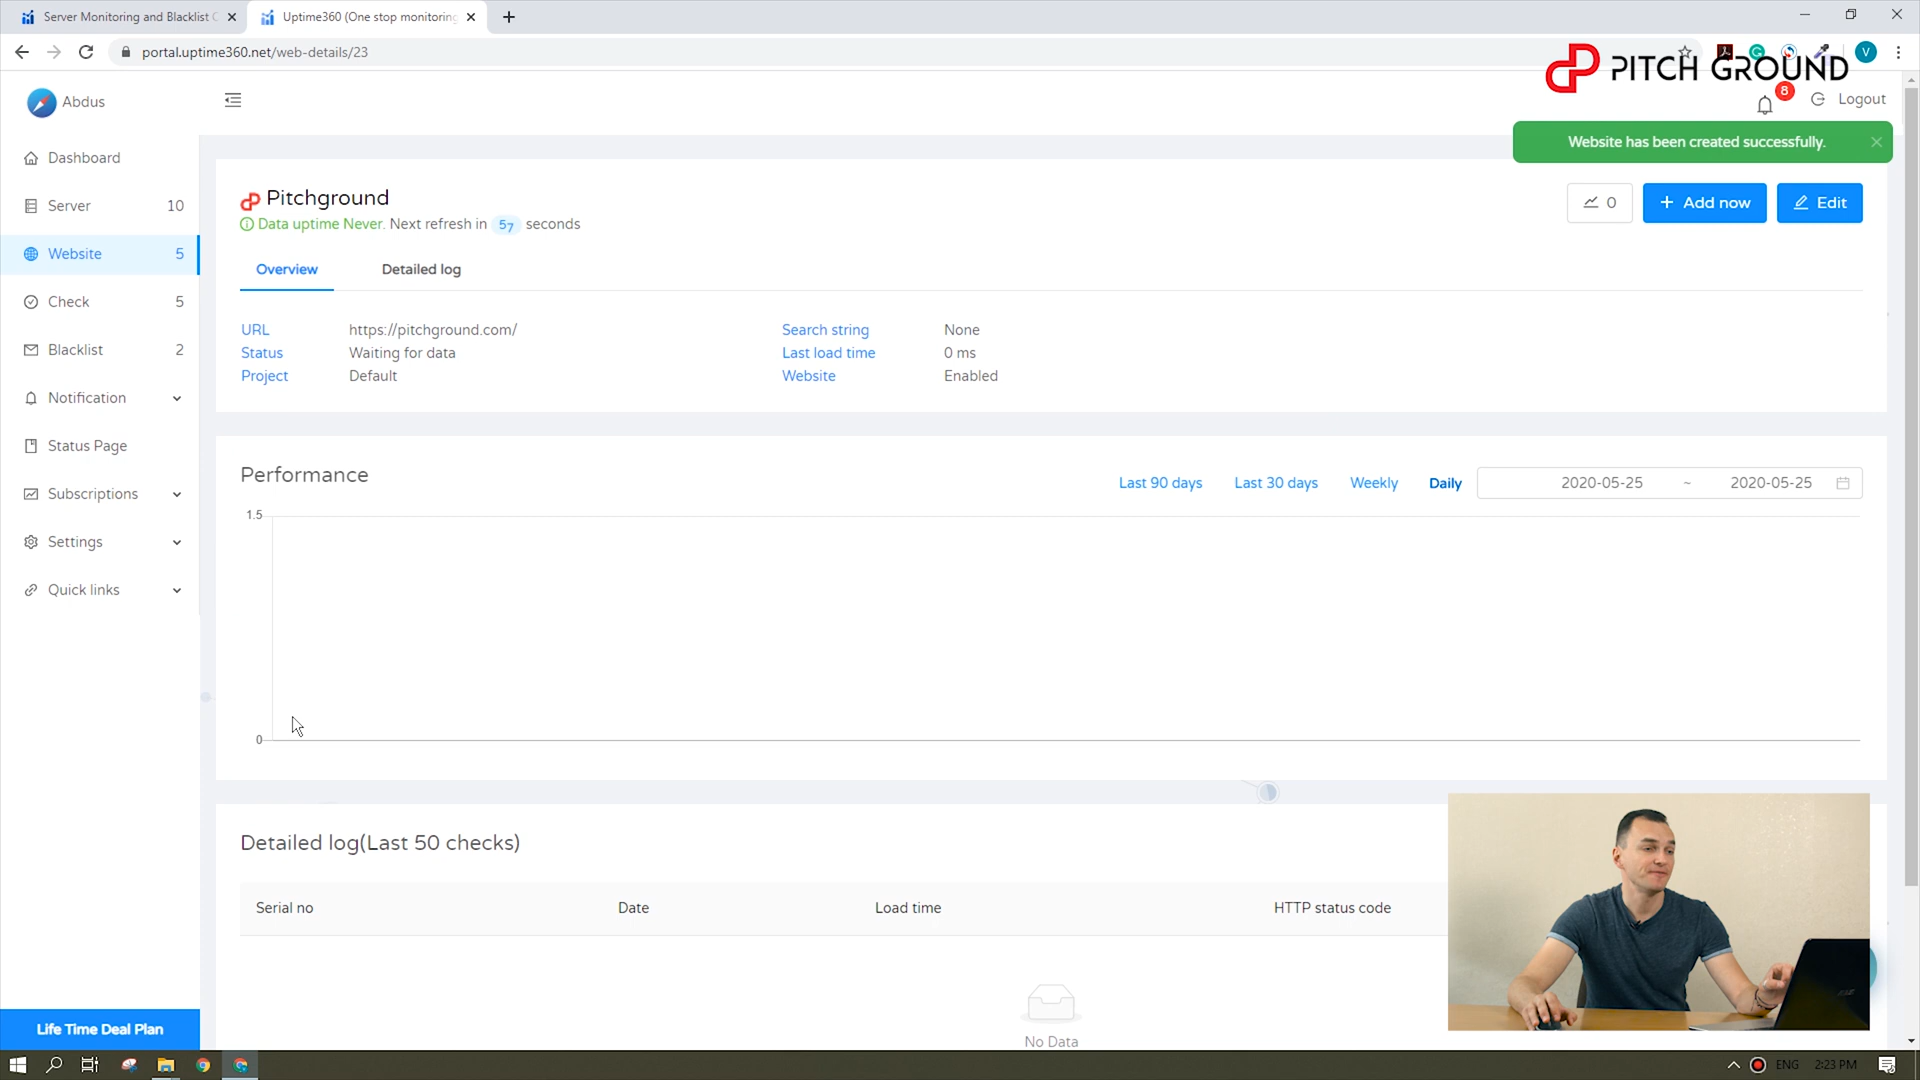 Server Monitoring and Blacklist C
Uptime360 (One stop monitoring
portal.uptime360.net/web-details/23
V
PITCH GROUND
Abdus
8
Logout
Website has been created successfully.
Dashboard
Server 10
Website 5
Check 5
Blacklist 2
Notification
Status Page
Subscriptions
Settings
Quick links
Life Time Deal Plan
Pitchground
Data uptime Never. Next refresh in 57 seconds
0
+ Add now
Edit
Overview
Detailed log
URL https://pitchground.com/
Status Waiting for data
Project Default
Search string None
Last load time 0 ms
Website Enabled
Performance
Last 90 days
Last 30 days
Weekly
Daily
2020-05-25 ~ 2020-05-25
1.5
0
Detailed log(Last 50 checks)
Serial no
Date
Load time
HTTP status code
No Data
ENG
2:23 PM